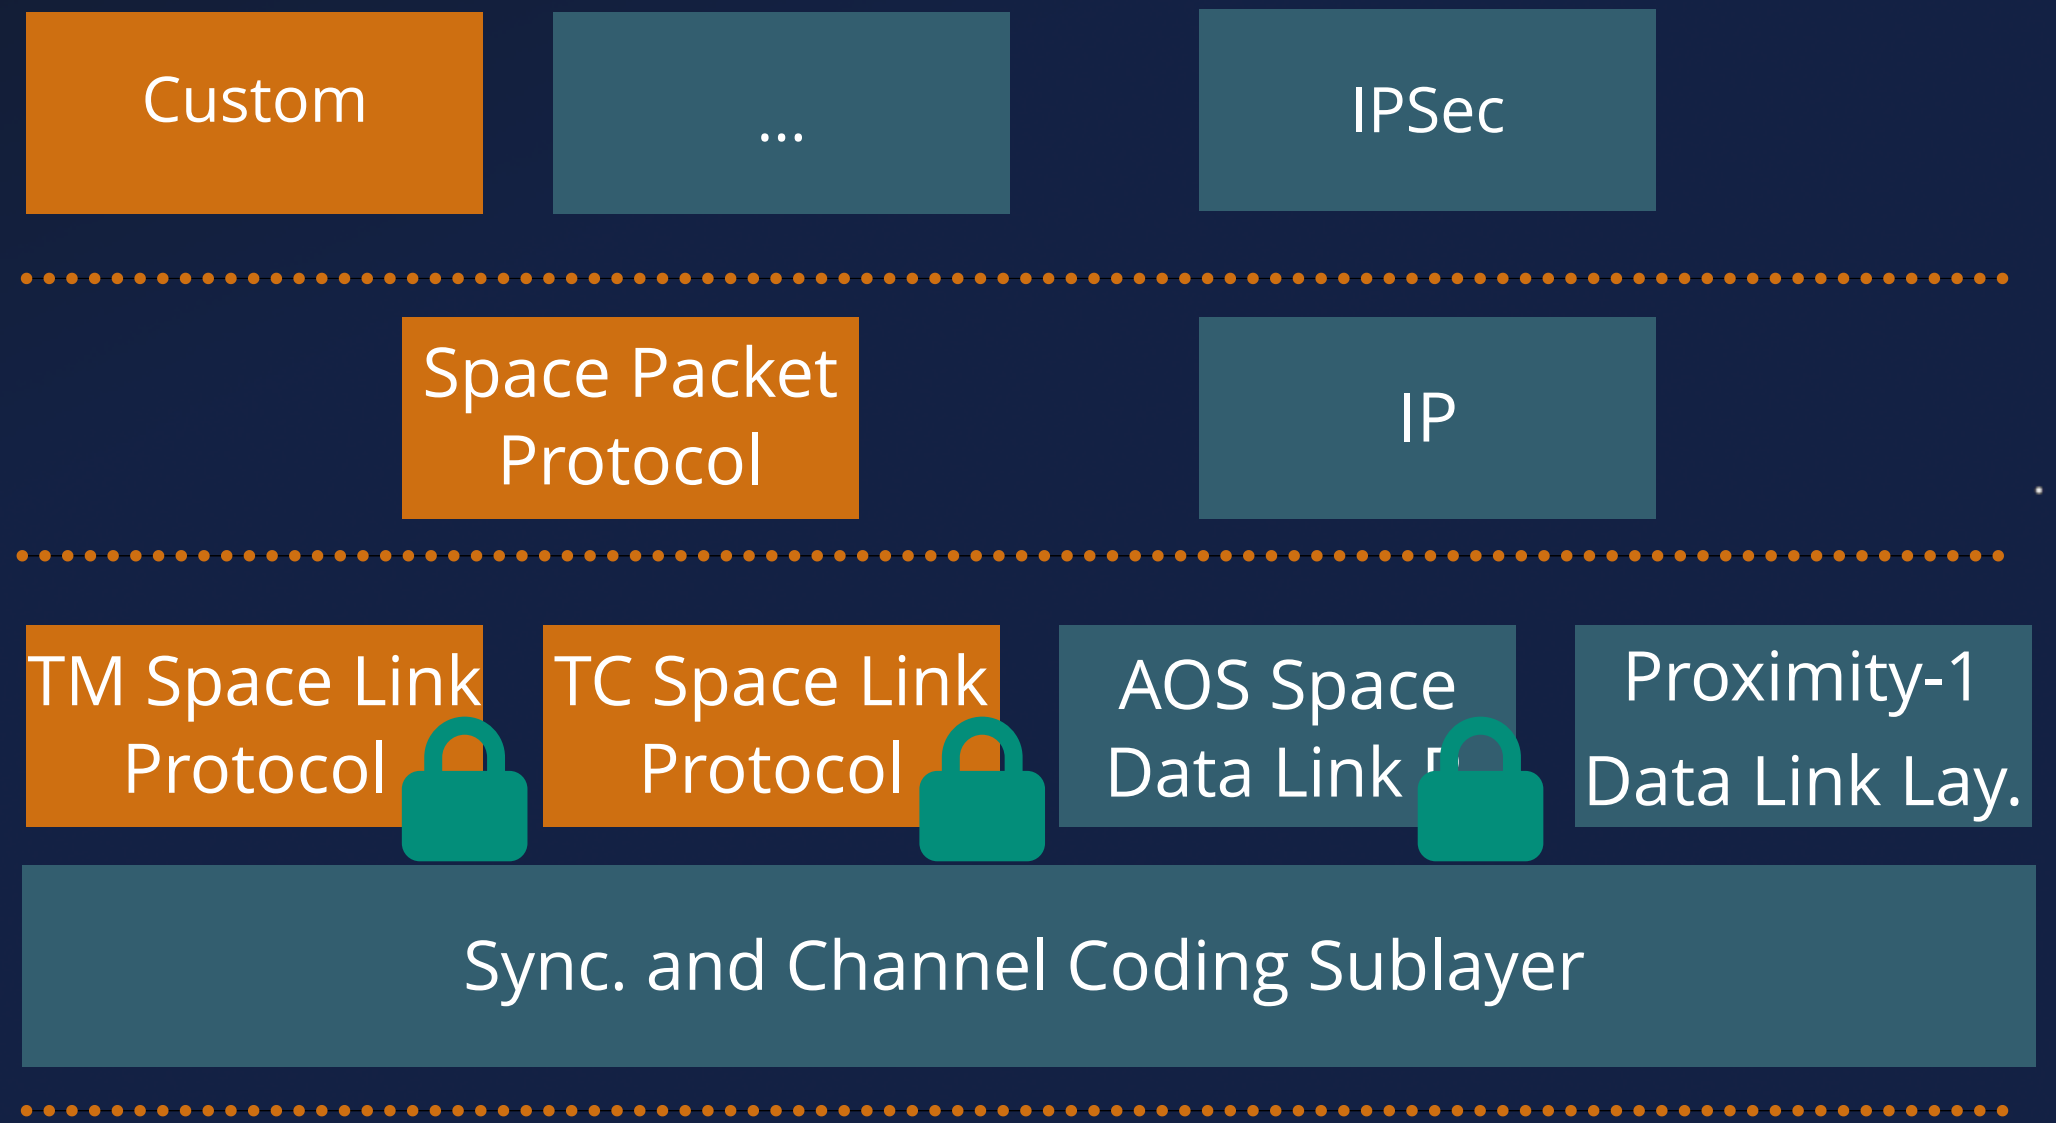 Custom
...
IPSec
Space Packet
Protocol
IP
TM Space Link
Protocol
TC Space Link
Protocol
AOS Space
Data Link
Proximity-1
Data Link Lay.
Sync. and Channel Coding Sublayer